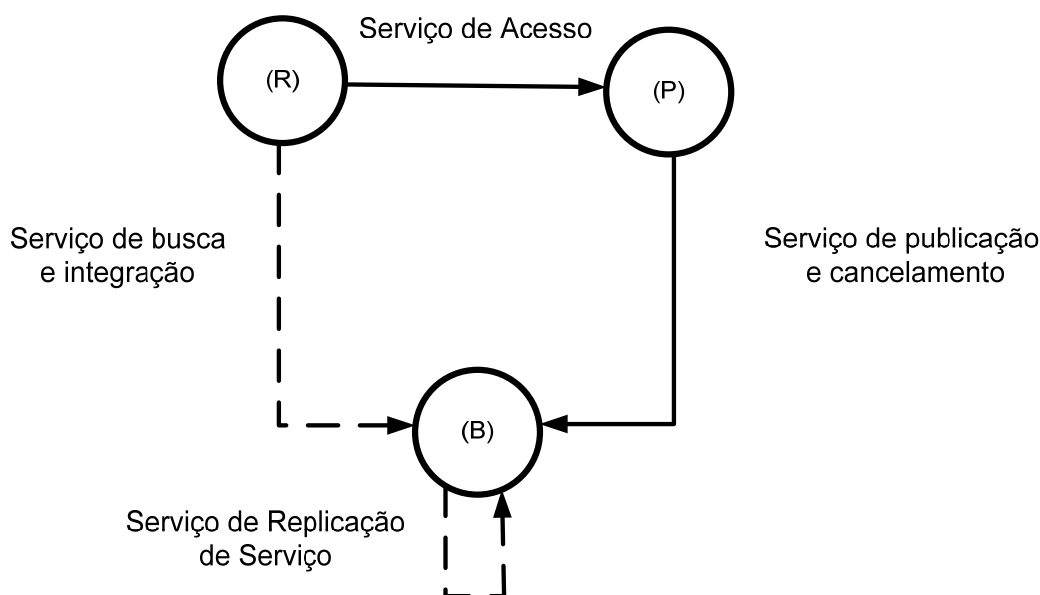 Serviço de Acesso
(R)
(P)
Serviço de busca
e integração
Serviço de publicação
e cancelamento
(B)
Serviço de Replicação
de Serviço